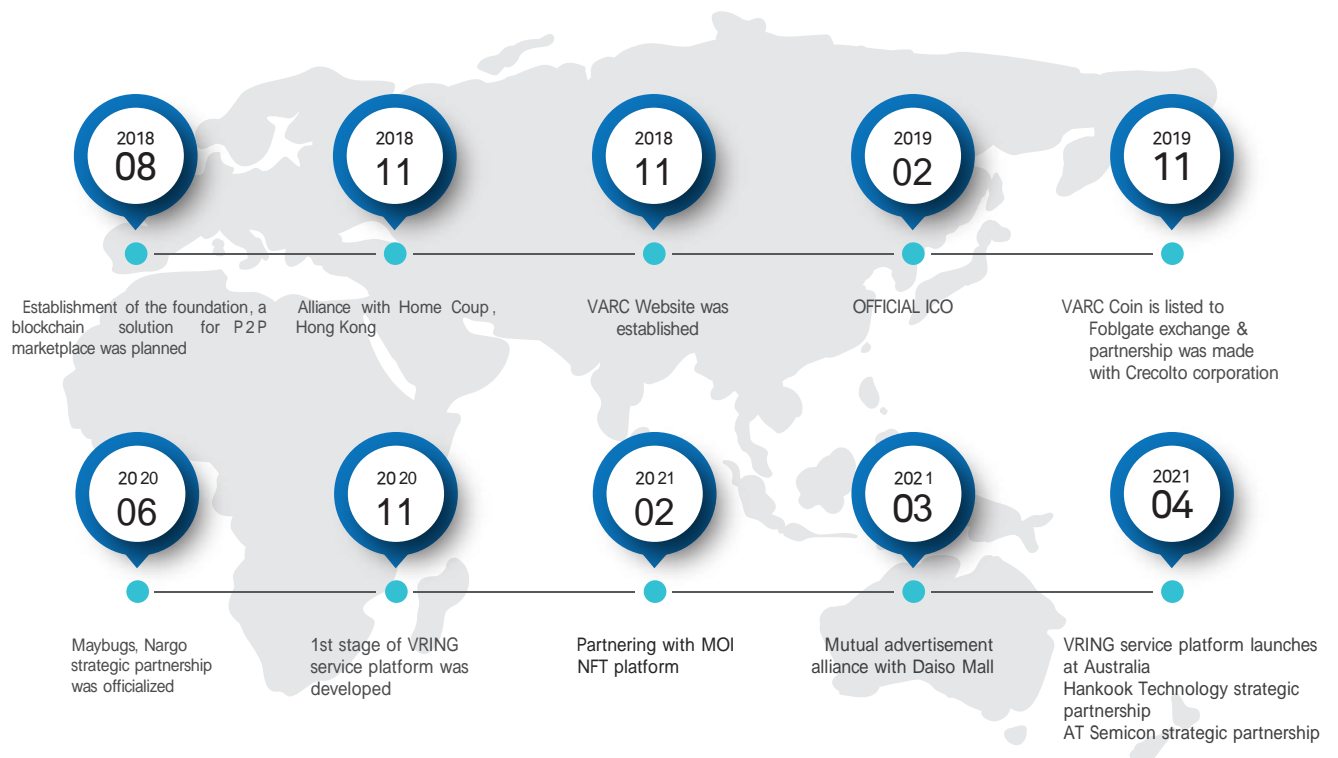 2018
08
2018
11
2018
11
2019
02
2019
11
Establishment of the foundation, a
blockchain solution for P2P
marketplace was planned
Alliance with Home Coup,
Hong Kong
VARC Website was
established
OFFICIAL ICO
VARC Coin is listed to
Foblgate exchange &
partnership was made
with Crecolto corporation
2020
06
2020
11
2021
02
2021
03
2021
04
Maybugs, Nargo
strategic partnership
was officialized
1st stage of VRING
service platform was
developed
Partnering with MOI
NFT platform
Mutual advertisement
alliance with Daiso Mall
VRING service platform launches
at Australia
Hankook Technology strategic
partnership
AT Semicon strategic partnership